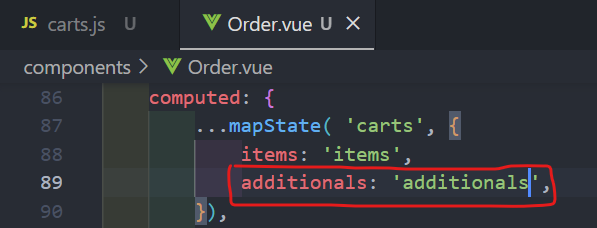 JS carts.js U Order.vue U ×
components > Order.vue
86 computed: {
87 ...mapState( 'carts', {
88 items: 'items',
89 additionals: 'additionals',
90 }),